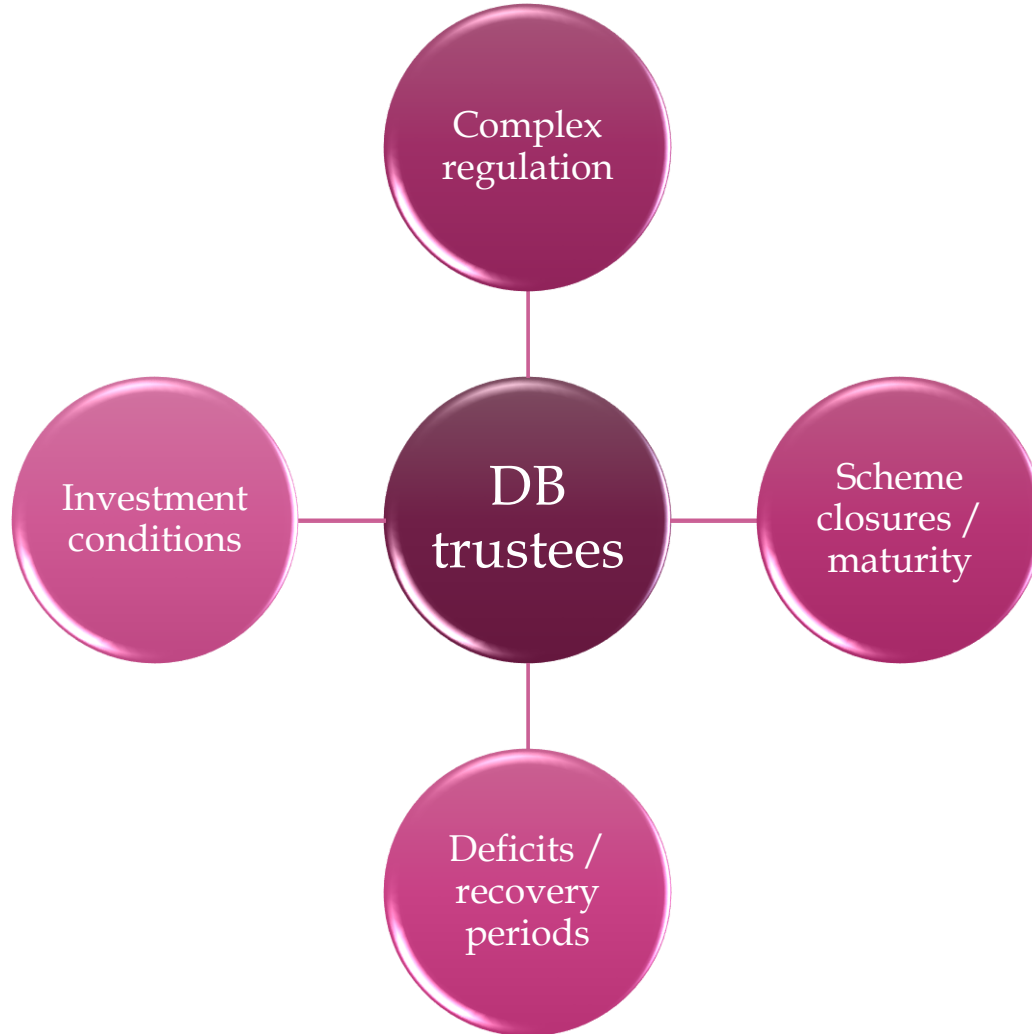 Complex
regulation
Investment
conditions
DB
trustees
Scheme
closures /
maturity
Deficits /
recovery
periods